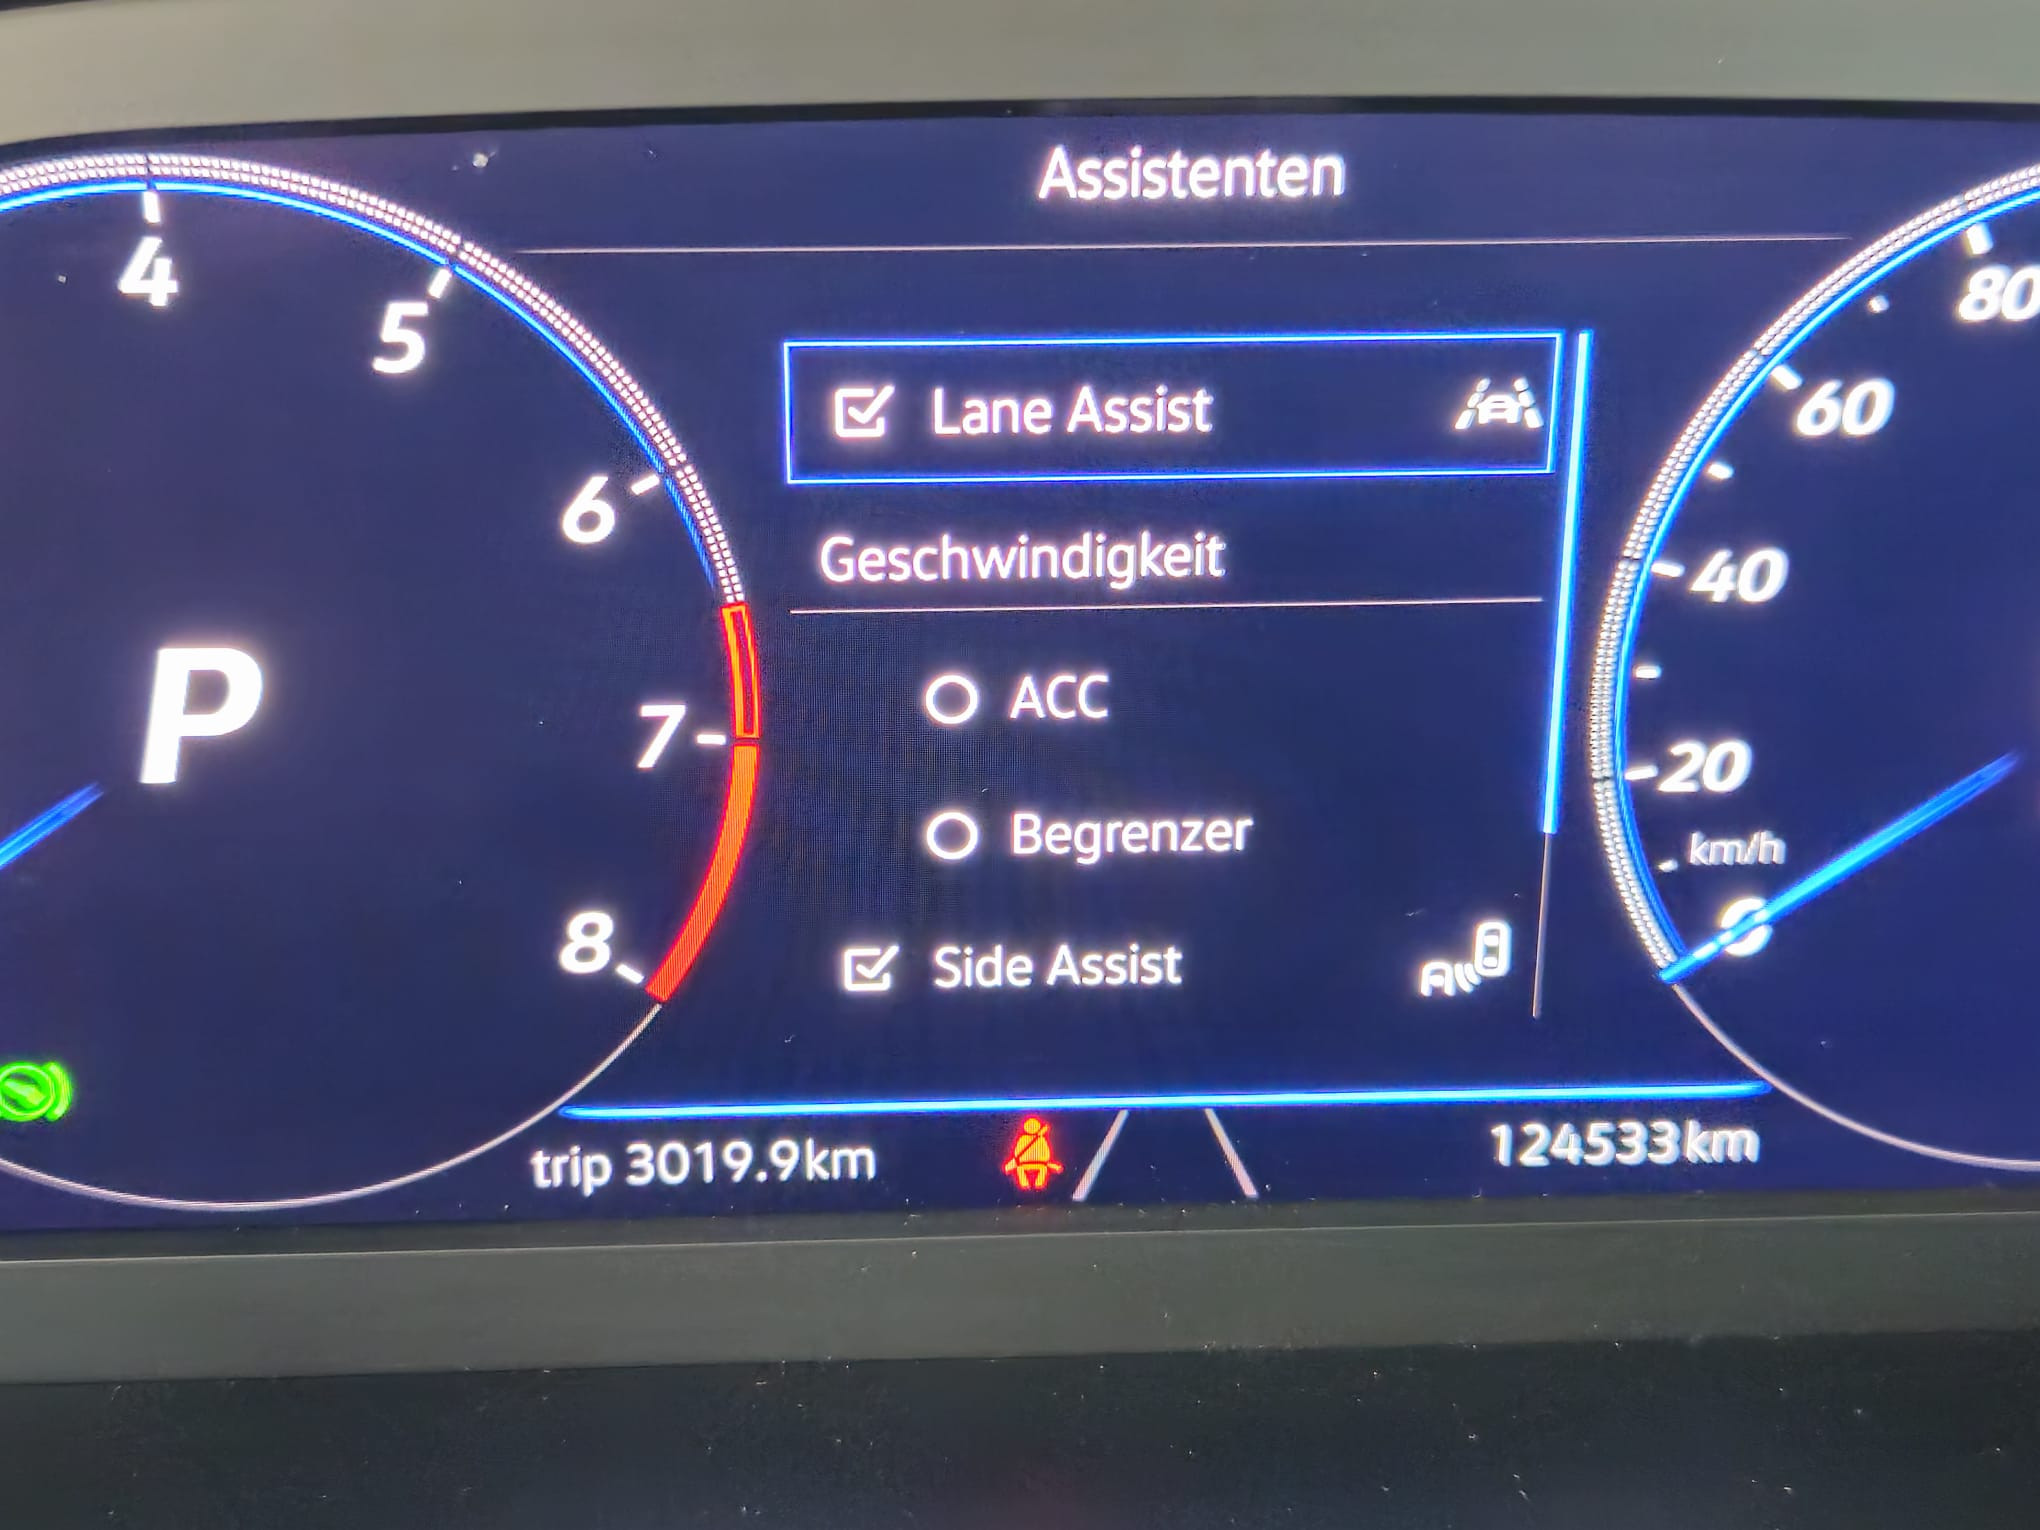 Assistenten
4
5
6
7
8
P
Lane Assist
Geschwindigkeit
ACC
Begrenzer
Side Assist
80
60
40
20
km/h
0
trip 3019.9km
124533km